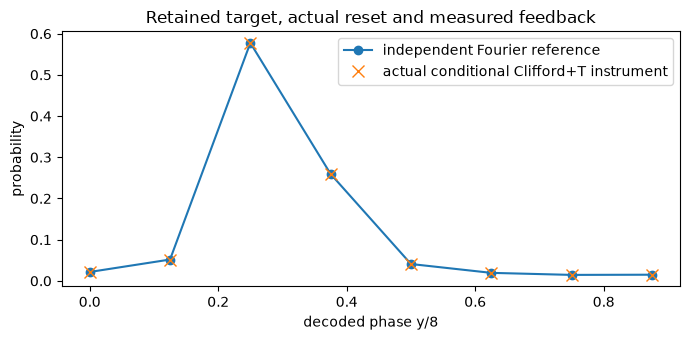 Retained target, actual reset and measured feedback
independent Fourier reference
actual conditional Clifford+T instrument
probability
0.6
0.5
0.4
0.3
0.2
0.1
0.0
0.0 0.2 0.4 0.6 0.8
decoded phase y/8